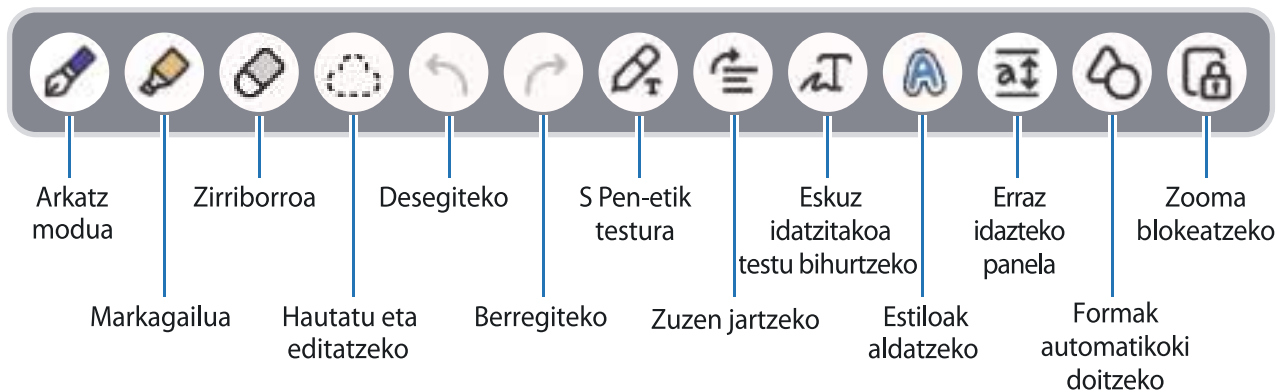 Arkatz
modua
Zirriborroa
Desegiteko
S Pen-etik
testura
Eskuz
idatzitakoa
testu bihurtzeko
Erraz
idazteko
panela
Zooma
blokeatzeko
Markagailua
Hautatu eta
editatzeko
Berregiteko
Zuzen jartzeko
Estiloak
aldatzeko
Formak
automatikoki
doitzeko